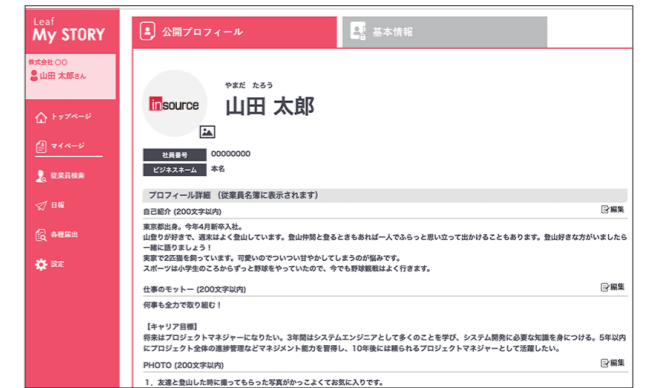 Leaf
My STORY
公開プロフィール
基本情報
株式会社 〇〇
山田 太郎さん
トップページ
マイページ
従業員検索
日報
各種届出
設定
insource
やまだ たろう
山田 太郎
社員番号 00000000
ビジネスネーム 本名
プロフィール詳細 (従業員名簿に表示されます)
自己紹介 (200文字以内) 編集
東京都出身。今年4月新卒入社。
山登りが好きで、週末はよく登山しています。登山仲間と登るときもあれば一人でふらっと思い立って出かけることもあります。登山好きな方がいましたら
一緒に語りましょう！
実家で2匹猫を飼っています。可愛いのでついつい甘やかしてしまうのが悩みです。
スポーツは小学生のころからずっと野球をやっていたので、今でも野球観戦はよく行きます。
仕事のモットー (200文字以内) 編集
何事も全力で取り組む！
【キャリア目標】
将来はプロジェクトマネジャーになりたい。3年間はシステムエンジニアとして多くのことを学び、システム開発に必要な知識を身につける。5年以内
にプロジェクト全体の進捗管理などマネジメント能力を習得し、10年後には頼られるプロジェクトマネジャーとして活躍したい。
PHOTO (200文字以内) 編集
1．友達と登山した時に撮ってもらった写真がかっこよくてお気に入りです。